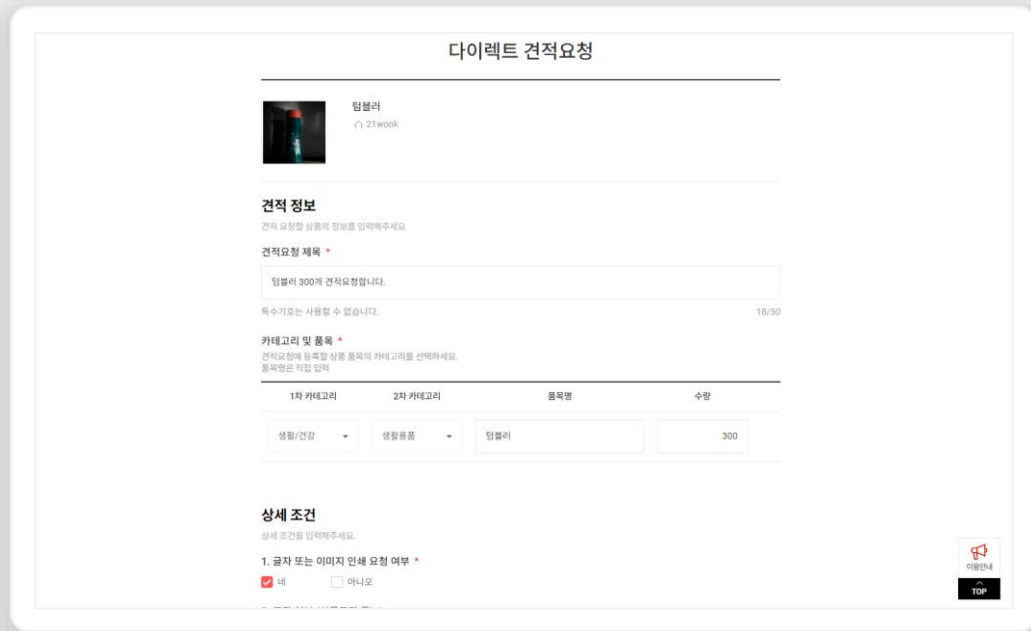 다이렉트 견적요청
텀블러
21wook
견적 정보
견적 요청할 상품의 정보를 입력해주세요.
견적요청 제목 *
텀블러 300개 견적요청합니다.
특수기호는 사용할 수 없습니다. 18/50
카테고리 및 품목 *
견적요청에 등록할 상품 품목의 카테고리를 선택하세요.
품목명은 직접 입력
1차 카테고리 2차 카테고리 품목명 수량
생활/건강 생활용품 텀블러 300
상세 조건
상세 조건을 입력해주세요.
1. 글자 또는 이미지 인쇄 요청 여부 *
네 아니오
이용안내
TOP